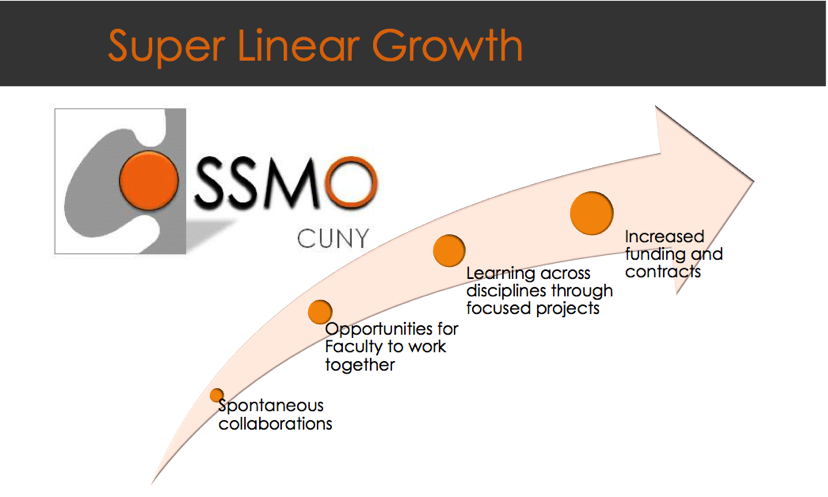 Super Linear Growth
COSSMO
CUNY
Increased
funding and
contracts
Learning across
disciplines through
focused projects
Opportunities for
Faculty to work
together
Spontaneous
collaborations